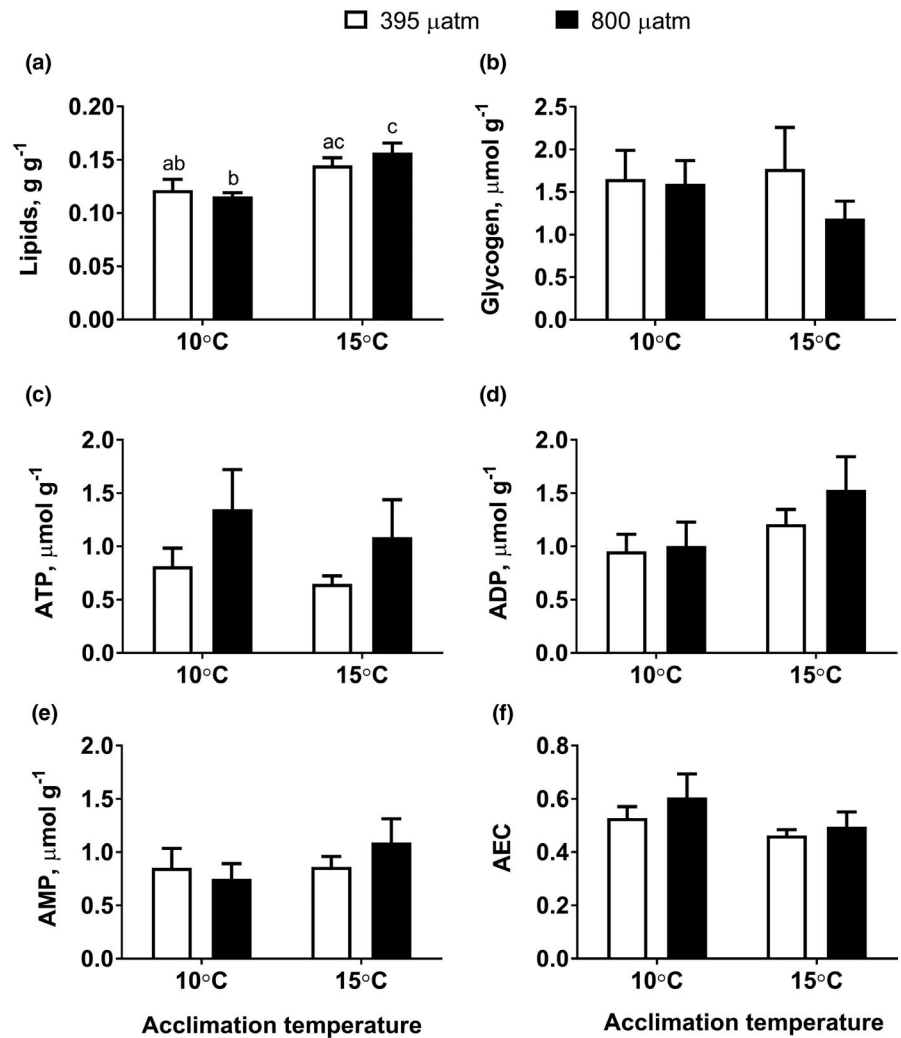 395 μatm 800 μatm
(a)
Lipids, g g⁻¹
0.20
0.15
0.10
0.05
0.00
ab b ac c
10°C 15°C
(b)
Glycogen, μmol g⁻¹
2.5
2.0
1.5
1.0
0.5
0.0
10°C 15°C
(c)
ATP, μmol g⁻¹
2.0
1.5
1.0
0.5
0.0
10°C 15°C
(d)
ADP, μmol g⁻¹
2.0
1.5
1.0
0.5
0.0
10°C 15°C
(e)
AMP, μmol g⁻¹
2.0
1.5
1.0
0.5
0.0
10°C 15°C
Acclimation temperature
(f)
AEC
0.8
0.6
0.4
0.2
0.0
10°C 15°C
Acclimation temperature